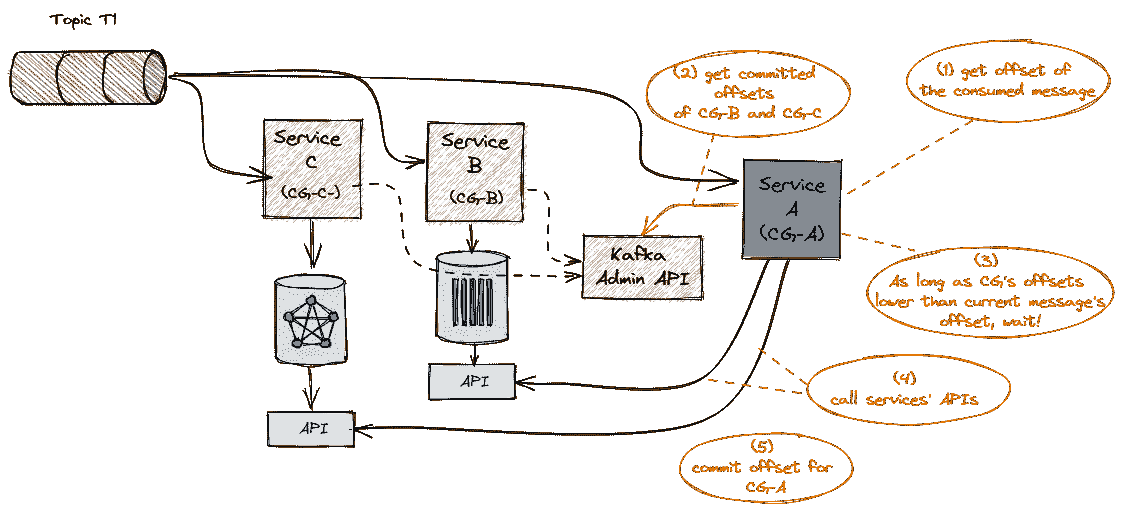 Topic T1
(2) get committed
offsets
of CG-B and CG-C
(1) get offset of
the consumed message
Service
C
(CG-C-)
Service
B
(CG-B)
Service
A
(CG-A)
Kafka
Admin API
(3)
As long as CG's offsets
lower than current message's
offset, wait!
API
(4)
call services' APIs
API
(5)
commit offset for
CG-A